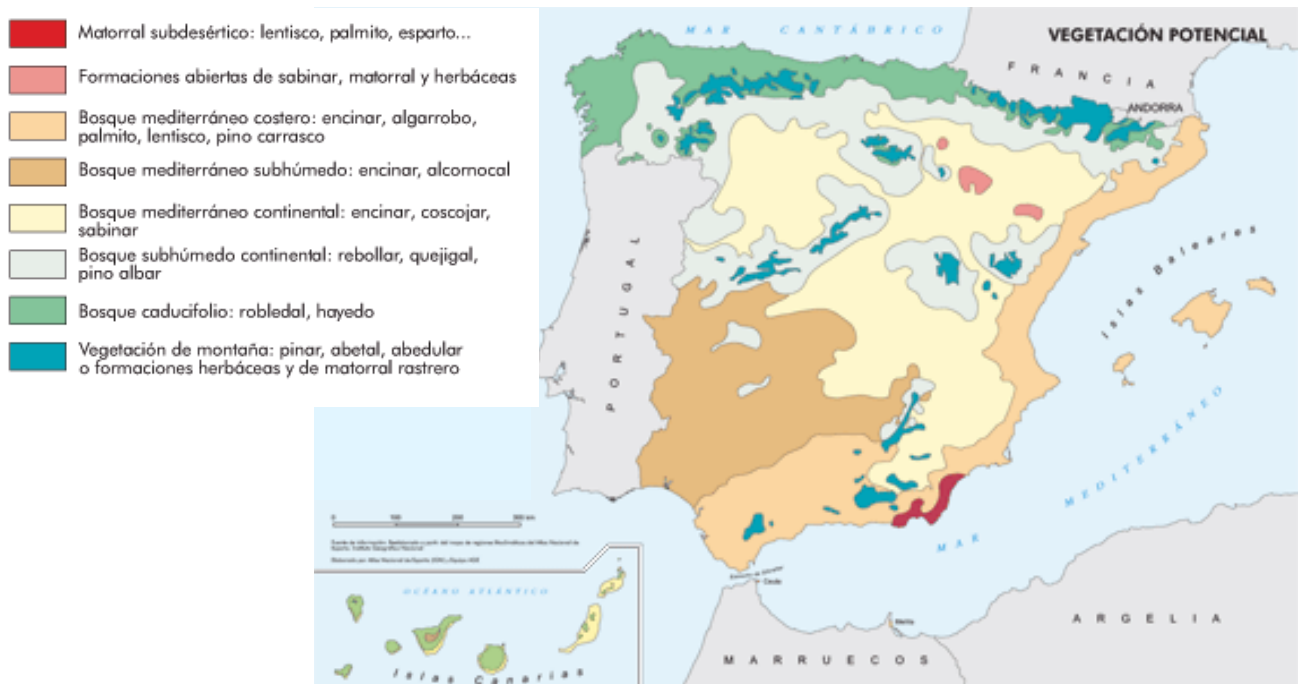 VEGETACIÓN POTENCIAL
Matorral subdesértico: lentisco, palmito, esparto...
Formaciones abiertas de sabinar, matorral y herbáceas
Bosque mediterráneo costero: encinar, algarrobo,
palmito, lentisco, pino carrasco
Bosque mediterráneo subhúmedo: encinar, alcornocal
Bosque mediterráneo continental: encinar, coscojar,
sabinar
Bosque subhúmedo continental: rebollar, quejigal,
pino albar
Bosque caducifolio: robledal, hayedo
Vegetación de montaña: pinar, abetal, abedular
o formaciones herbáceas y de matorral rastrero
MAR CANTÁBRICO
FRANCIA
ANDORRA
PORTUGAL
Islas Baleares
MAR MEDITERRÁNEO
0 100 200 300 km
Ceuta
Melilla
OCÉANO ATLÁNTICO
Islas Canarias
MARRUECOS
ARGELIA